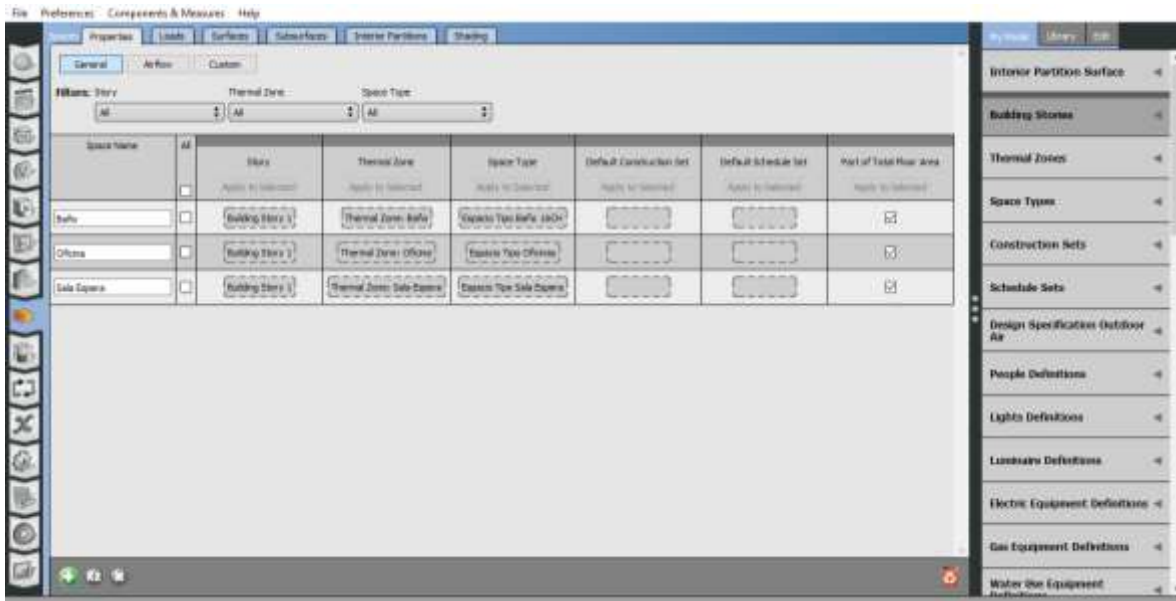 File Preferences Components & Measures Help
Properties Loads Surfaces Subsurfaces Interior Partitions Shading
My Model Library Edit
General Airflow Custom
Filters: Story Thermal Zone Space Type
All All All
Space Name All Story Thermal Zone Space Type Default Construction Set Default Schedule Set Part of Total Floor Area
Apply to Selected Apply to Selected Apply to Selected Apply to Selected Apply to Selected Apply to Selected
Baño Building Story 1 Thermal Zone: Baño Espacio Tipo Baño
Oficina Building Story 1 Thermal Zone: Oficina Espacio Tipo Oficinas
Sala Espera Building Story 1 Thermal Zone: Sala Espera Espacio Tipo Sala Espera
Interior Partition Surface
Building Stories
Thermal Zones
Space Types
Construction Sets
Schedule Sets
Design Specification Outdoor
Air
People Definitions
Lights Definitions
Luminaire Definitions
Electric Equipment Definitions
Gas Equipment Definitions
Water Use Equipment
Definitions